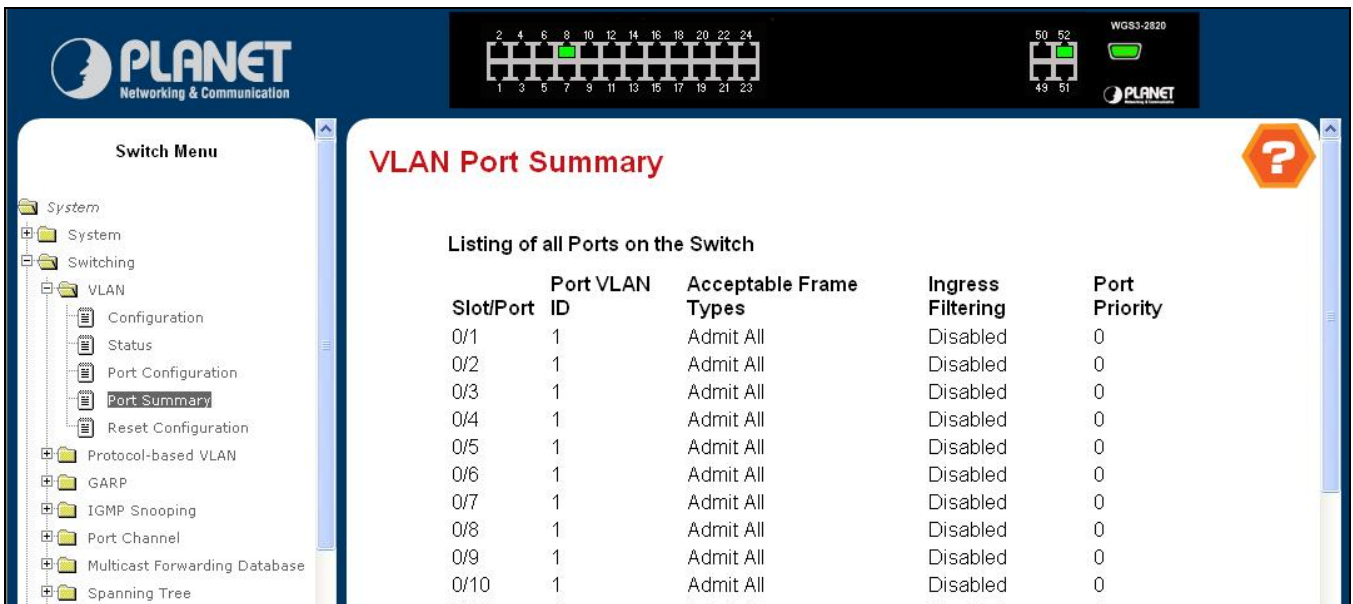 PLANET
Networking & Communication
2 4 6 8 10 12 14 16 18 20 22 24
1 3 5 7 9 11 13 15 17 19 21 23
50 52
49 51
WGS3-2820
PLANET
Switch Menu
System
System
Switching
VLAN
Configuration
Status
Port Configuration
Port Summary
Reset Configuration
Protocol-based VLAN
GARP
IGMP Snooping
Port Channel
Multicast Forwarding Database
Spanning Tree
VLAN Port Summary
?
Listing of all Ports on the Switch
Slot/Port Port VLAN ID Acceptable Frame Types Ingress Filtering Port Priority
0/1 1 Admit All Disabled 0
0/2 1 Admit All Disabled 0
0/3 1 Admit All Disabled 0
0/4 1 Admit All Disabled 0
0/5 1 Admit All Disabled 0
0/6 1 Admit All Disabled 0
0/7 1 Admit All Disabled 0
0/8 1 Admit All Disabled 0
0/9 1 Admit All Disabled 0
0/10 1 Admit All Disabled 0